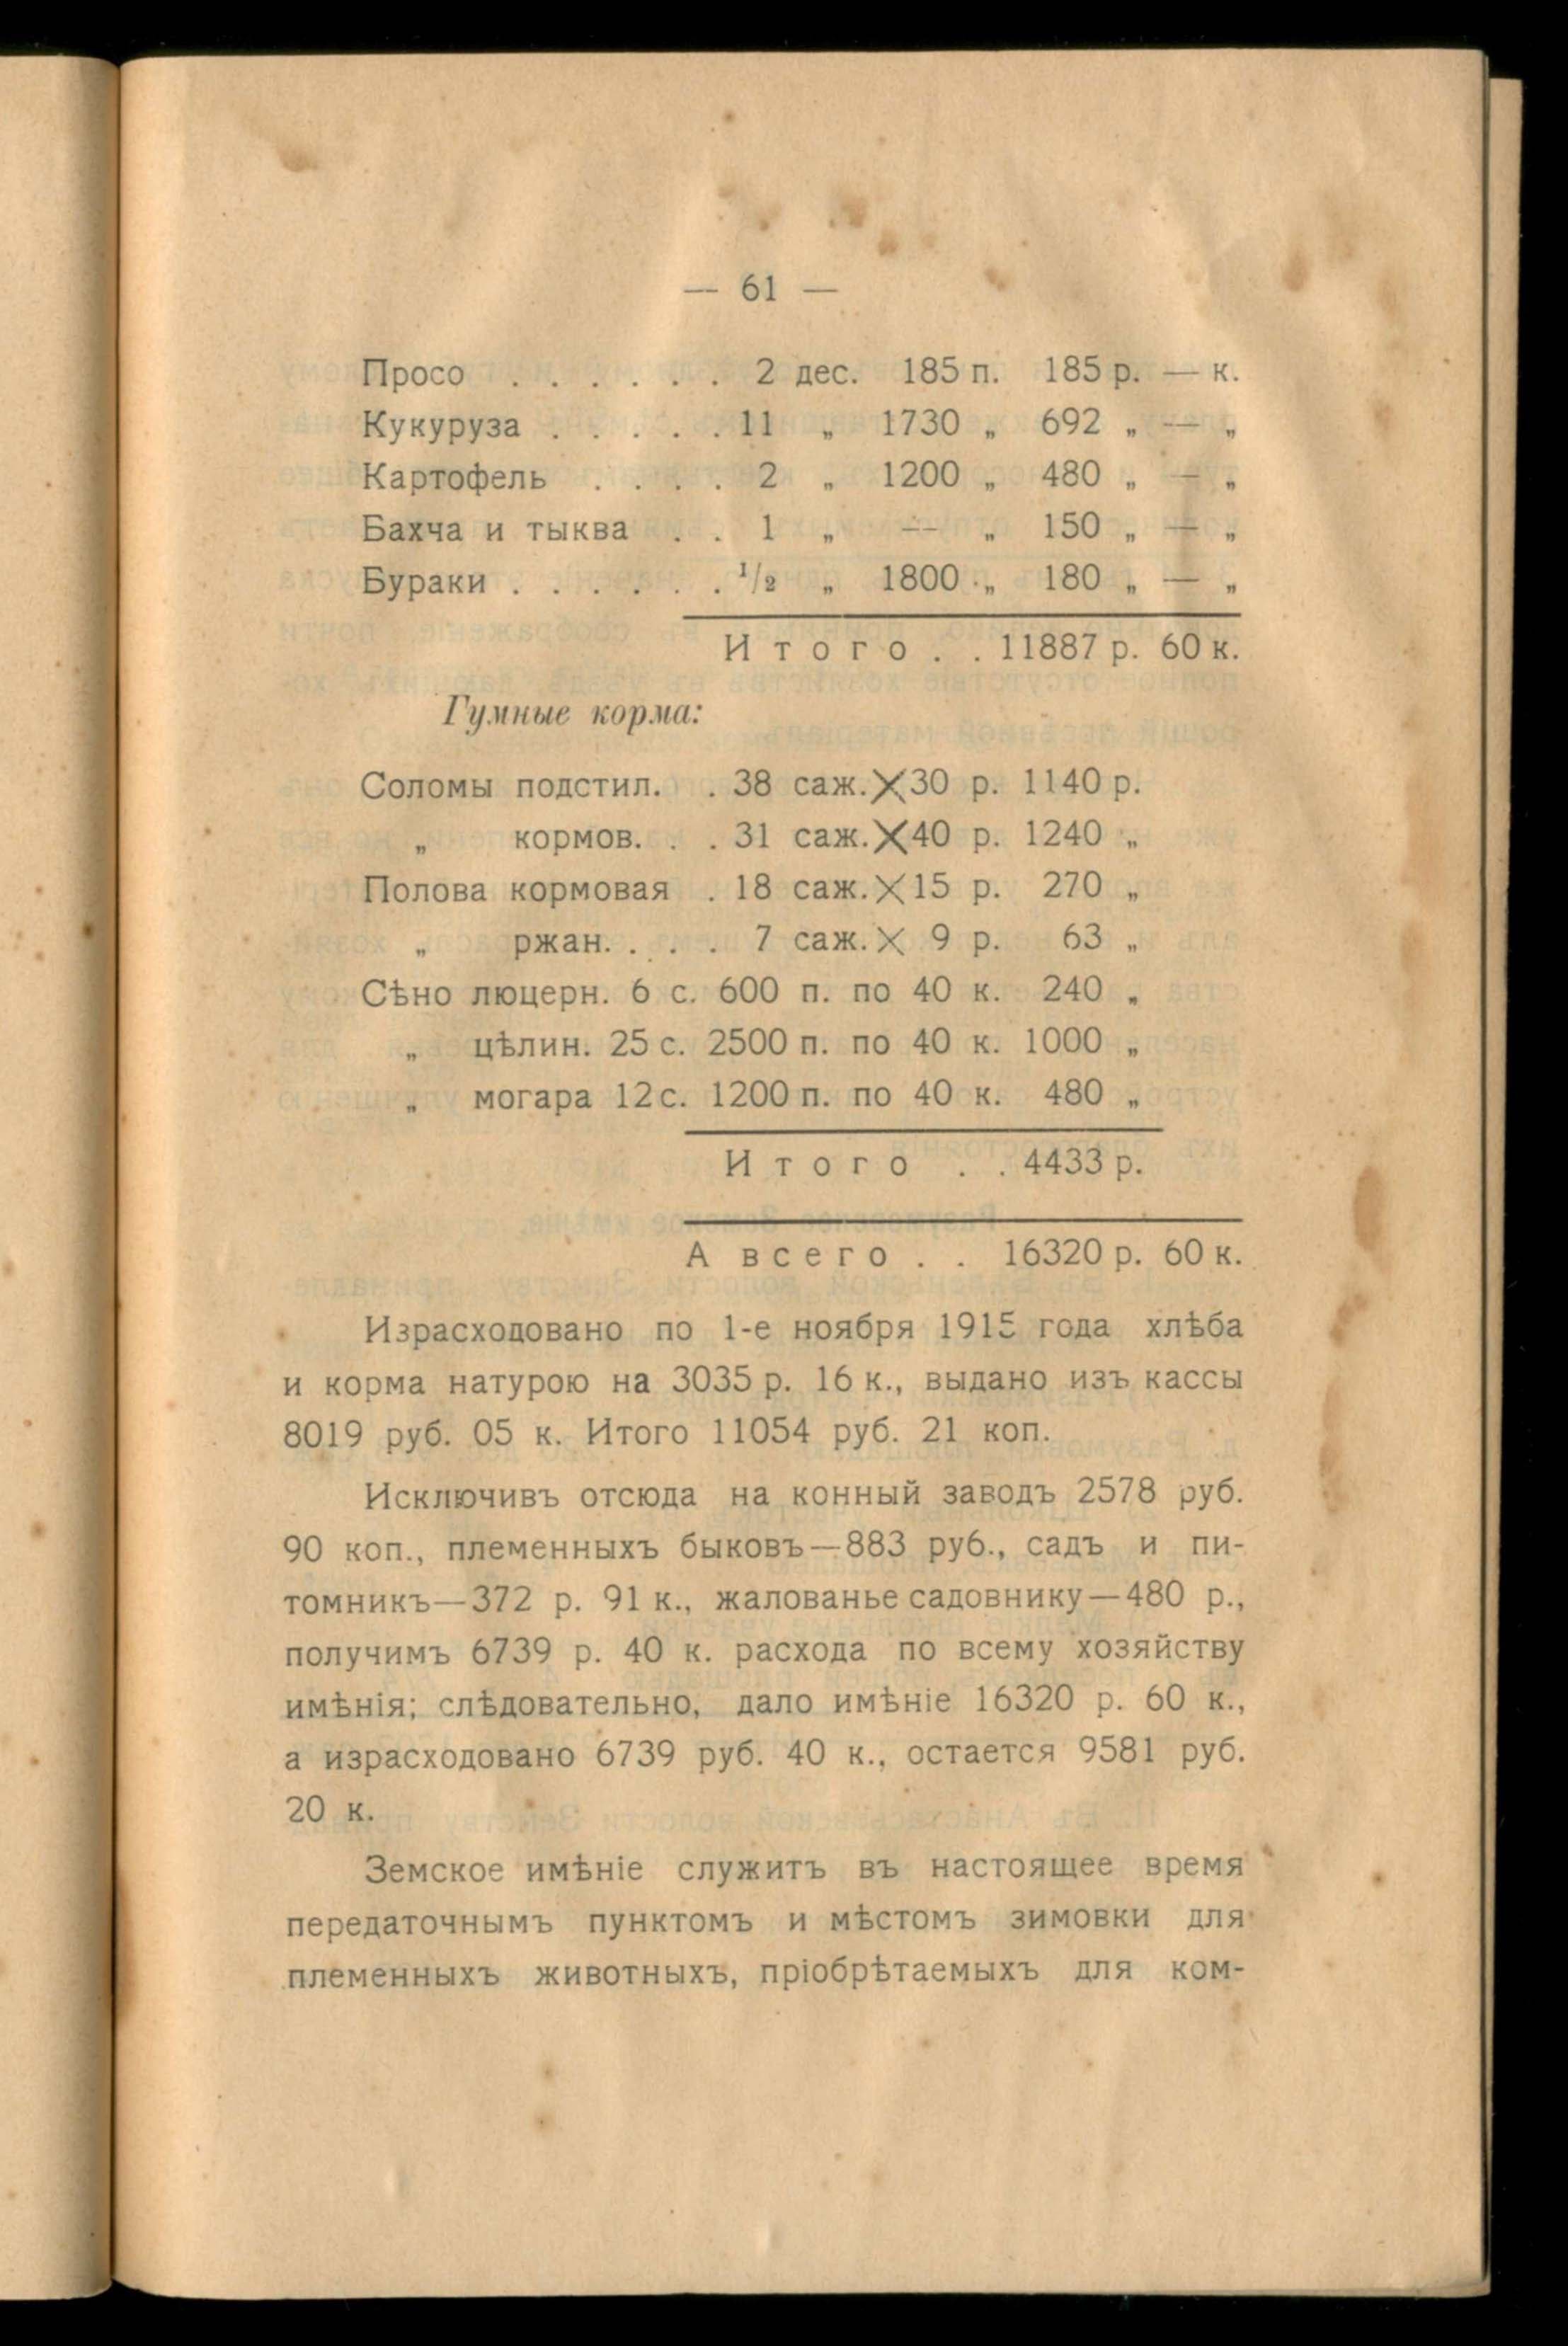 — 61 —
Просо . . . . . . 2 дес. 185 п. 185 р. — к.
Кукуруза . . . . . 11 „ 1730 „ 692 „ — „
Картофель . . . . 2 „ 1200 „ 480 „ — „
Бахча и тыква . . 1 „ — „ 150 „ — „
Бураки . . . . . . 1/2 „ 1800 „ 180 „ — „
Итого . . 11887 р. 60 к.
Гумные корма:
Соломы подстил. . 38 саж.×30 р. 1140 р.
„ кормов. . . 31 саж.×40 р. 1240 „
Полова кормовая . 18 саж.×15 р. 270 „
„ ржан. . . . 7 саж.× 9 р. 63 „
Сѣно люцерн. 6 с. 600 п. по 40 к. 240 „
„ цѣлин. 25 с. 2500 п. по 40 к. 1000 „
„ могара 12 с. 1200 п. по 40 к. 480 „
Итого . . 4433 р.
А всего . . 16320 р. 60 к.
Израсходовано по 1-е ноября 1915 года хлѣба
и корма натурою на 3035 р. 16 к., выдано изъ кассы
8019 руб. 05 к. Итого 11054 руб. 21 коп.
Исключивъ отсюда на конный заводъ 2578 руб.
90 коп., племенныхъ быковъ—883 руб., садъ и пи-
томникъ—372 р. 91 к., жалованье садовнику—480 р.,
получимъ 6739 р. 40 к. расхода по всему хозяйству
имѣнія; слѣдовательно, дало имѣніе 16320 р. 60 к.,
а израсходовано 6739 руб. 40 к., остается 9581 руб.
20 к.
Земское имѣніе служитъ въ настоящее время
передаточнымъ пунктомъ и мѣстомъ зимовки для
племенныхъ животныхъ, пріобрѣтаемыхъ для ком-